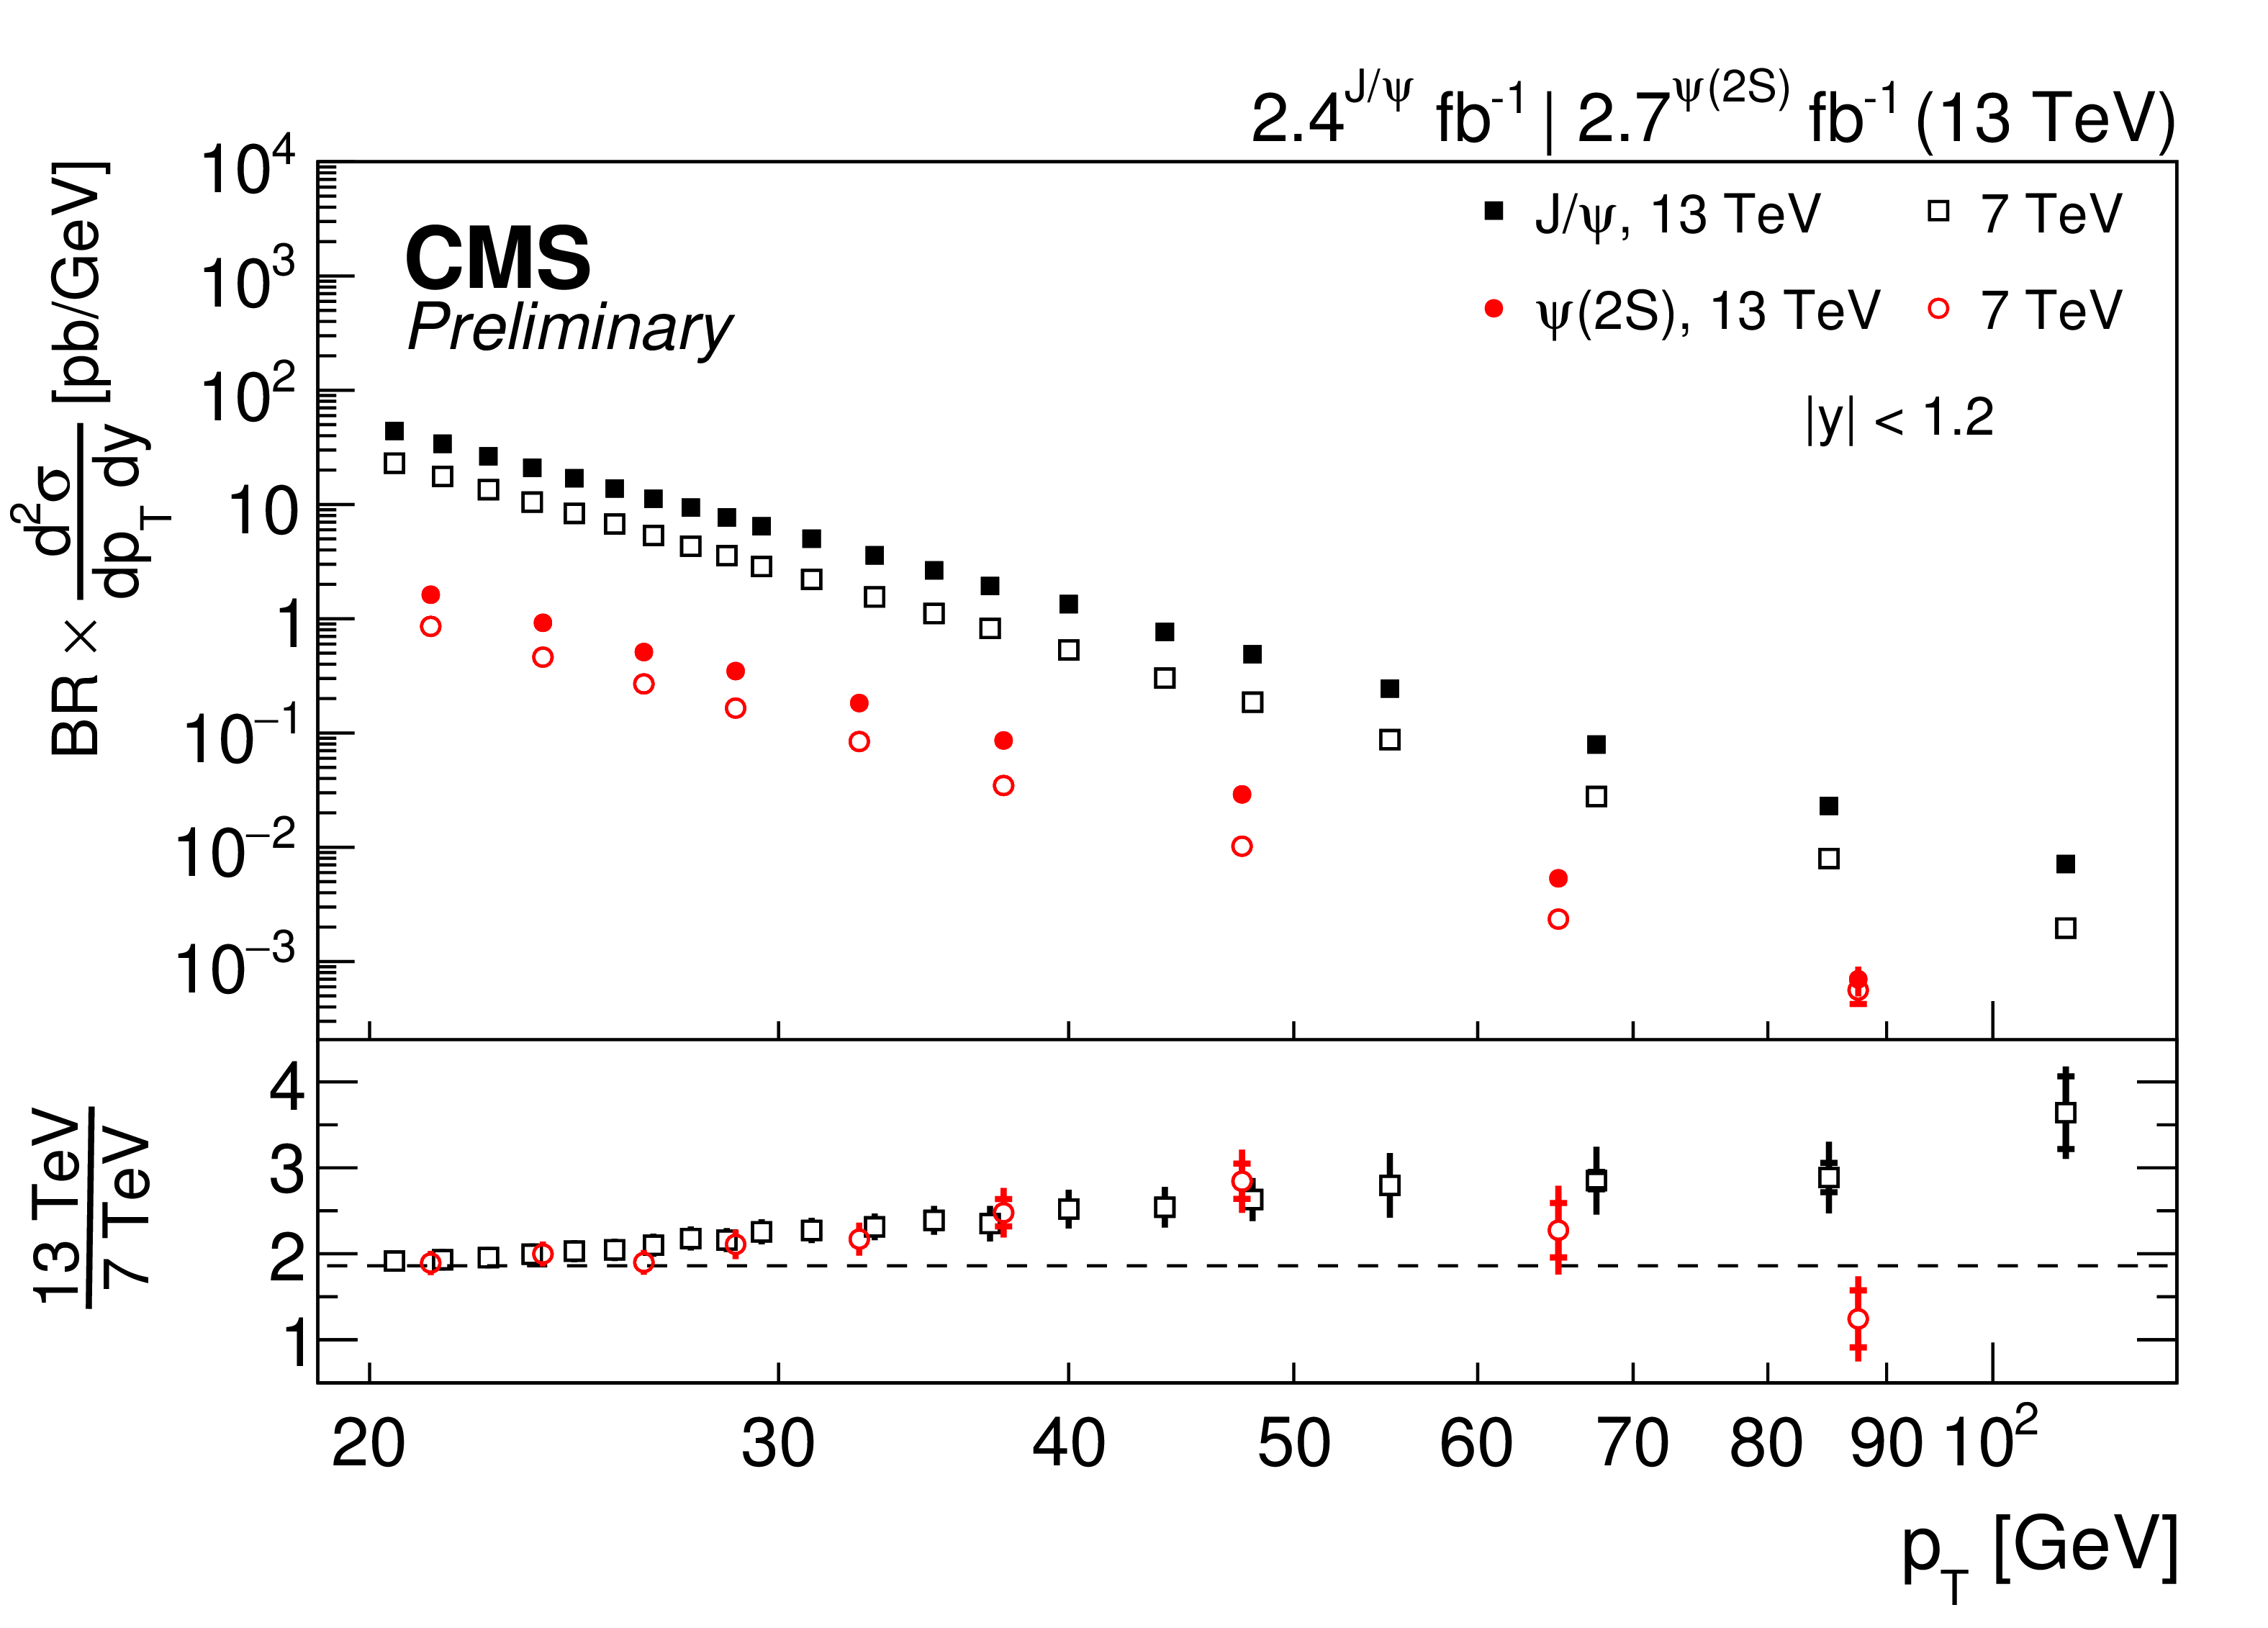 2.4^J/ψ fb^-1 | 2.7^ψ(2S) fb^-1 (13 TeV)
BR × d²σ / dp_T dy [pb/GeV]
10^4
10^3
10^2
10
1
10^−1
10^−2
10^−3
CMS
Preliminary
J/ψ, 13 TeV 7 TeV
ψ(2S), 13 TeV 7 TeV
|y| < 1.2
13 TeV
7 TeV
4
3
2
1
20 30 40 50 60 70 80 90 10^2
p_T [GeV]